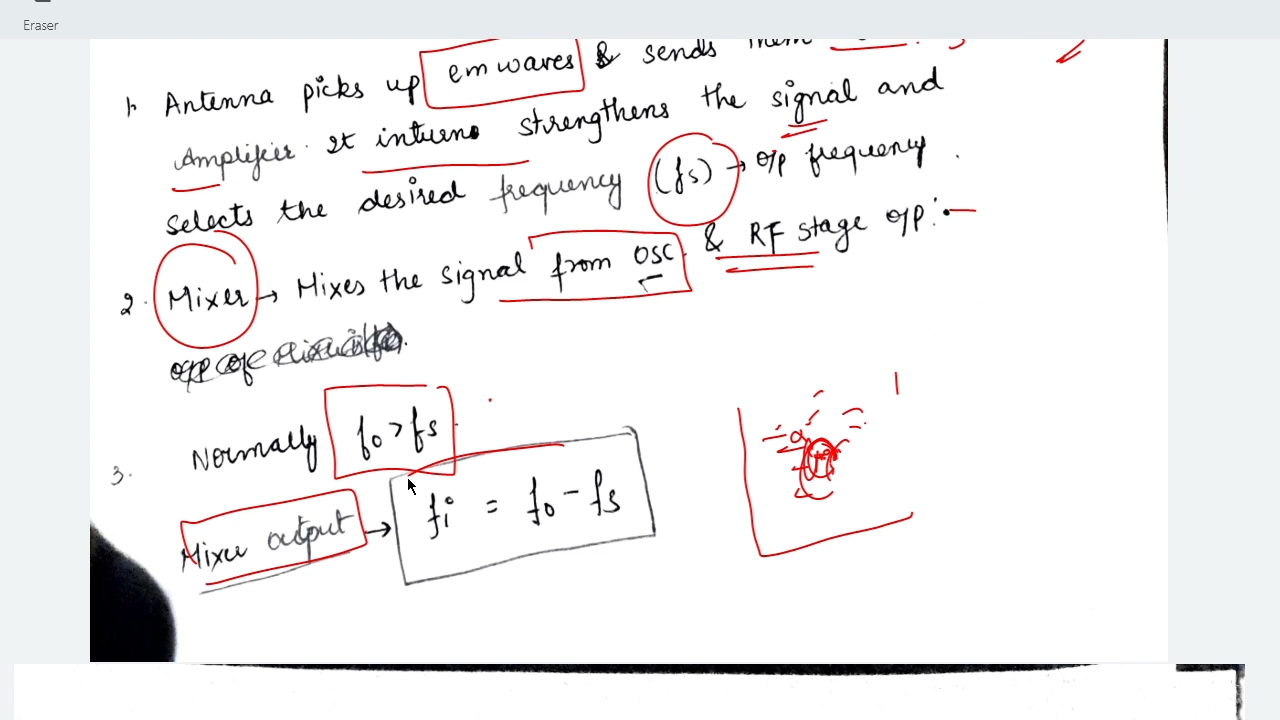 Eraser
1. Antenna picks up em waves & sends them
Amplifier. It inturns strengthens the signal and
selects the desired frequency (fs) → o/p frequency.
2. Mixer → Mixes the signal from osc. & RF stage o/p:-
o/p of
3. Normally fo > fs.
Mixer output → fi = fo - fs